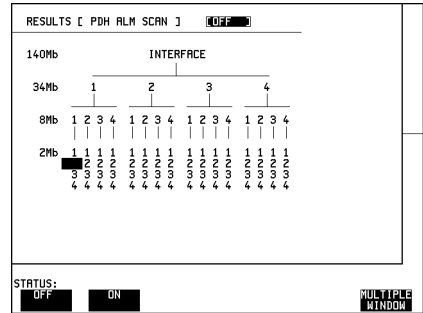 RESULTS [ PDH ALM SCAN ] [OFF ]
140Mb INTERFACE
34Mb 1 2 3 4
8Mb 1 2 3 4 1 2 3 4 1 2 3 4 1 2 3 4
2Mb 1 1 1 1 1 1 1 1 1 1 1 1 1 1 1 1
2 2 2 2 2 2 2 2 2 2 2 2 2 2 2
3 3 3 3 3 3 3 3 3 3 3 3 3 3 3 3
4 4 4 4 4 4 4 4 4 4 4 4 4 4 4 4
STATUS:
OFF ON MULTIPLE
WINDOW